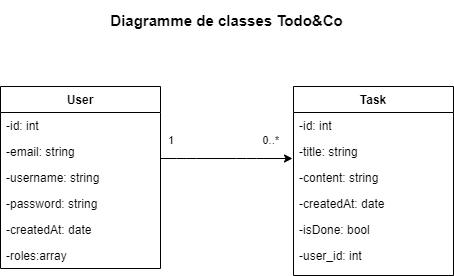 Diagramme de classes Todo&Co
User
-id: int
-email: string
-username: string
-password: string
-createdAt: date
-roles:array
1
0..*
Task
-id: int
-title: string
-content: string
-createdAt: date
-isDone: bool
-user_id: int